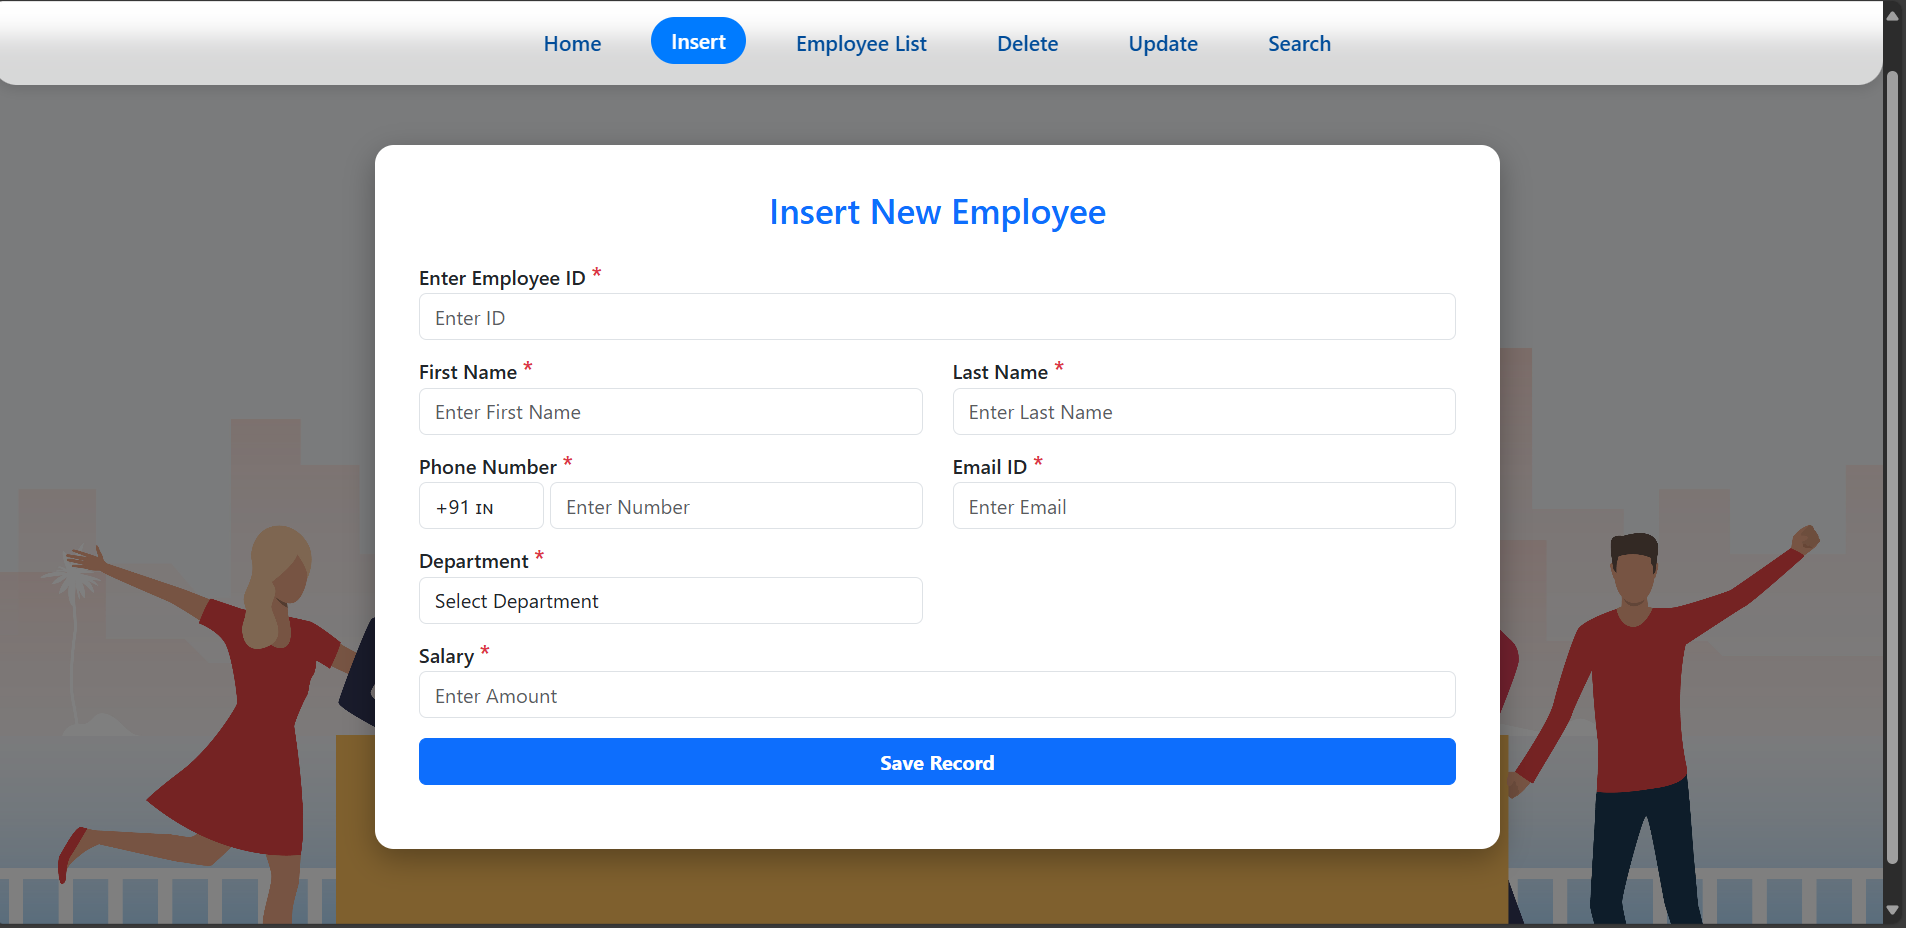 Home Insert Employee List Delete Update Search
Insert New Employee
Enter Employee ID *
Enter ID
First Name * Last Name *
Enter First Name Enter Last Name
Phone Number * Email ID *
+91 ɪɴ Enter Number Enter Email
Department *
Select Department
Salary *
Enter Amount
Save Record